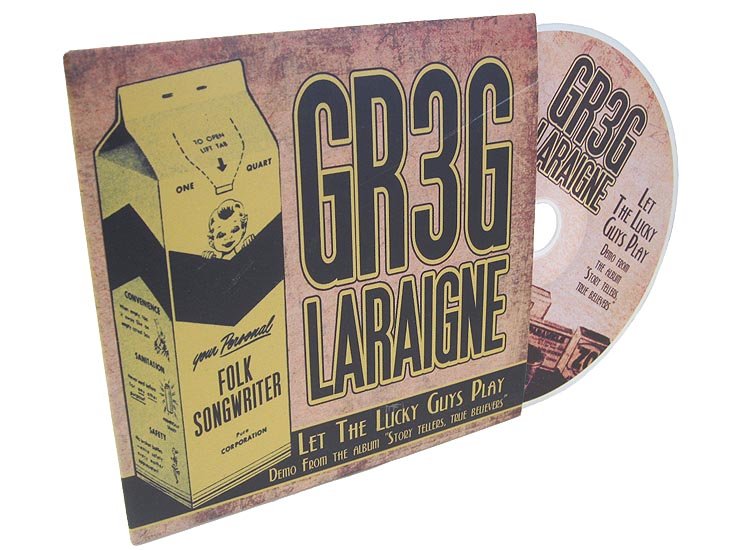 TO OPEN
LIFT TAB
ONE QUART
CONVENIENCE
SANITATION
SAFETY
your Personal
FOLK
SONGWRITER
Pure
CORPORATION
GR3G
LARAIGNE
LET THE LUCKY GUYS PLAY
DEMO FROM THE ALBUM "STORY TELLERS, TRUE BELIEVERS"
GR3G
LARAIGNE
LET
THE LUCKY
GUYS PLAY
DEMO FROM
THE ALBUM
STORY TELLERS,
TRUE BELIEVERS"